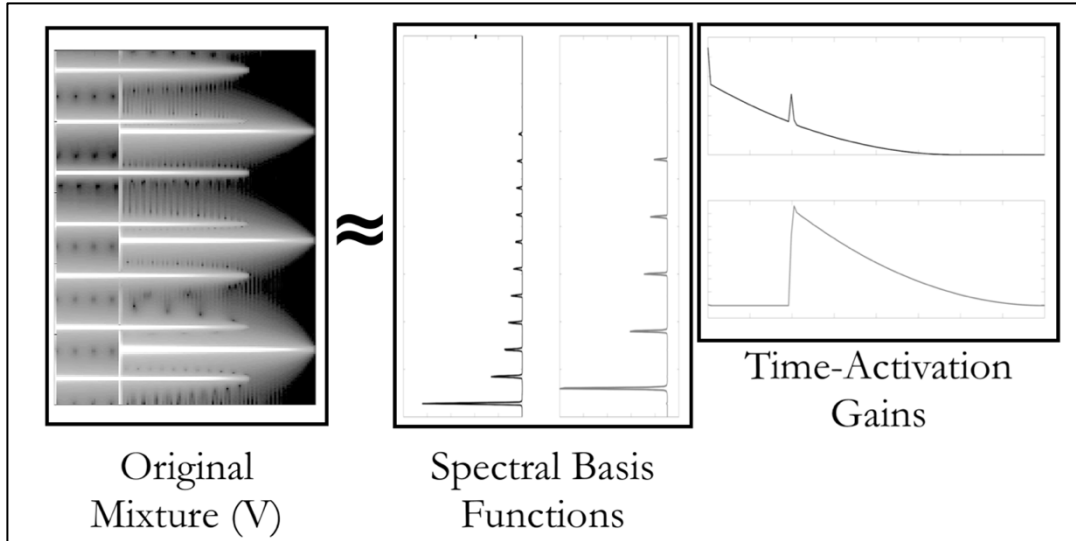 ≈
Time-Activation
Gains
Original
Mixture (V)
Spectral Basis
Functions